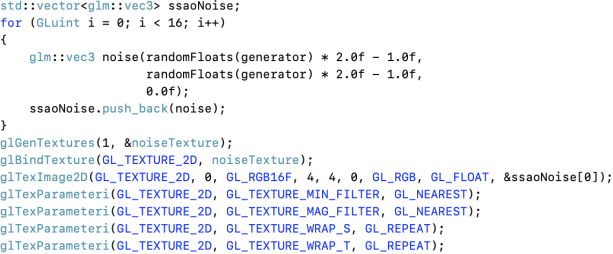 std::vector<glm::vec3> ssaoNoise;
for (GLuint i = 0; i < 16; i++)
{
    glm::vec3 noise(randomFloats(generator) * 2.0f - 1.0f,
                    randomFloats(generator) * 2.0f - 1.0f,
                    0.0f);
    ssaoNoise.push_back(noise);
}
glGenTextures(1, &noiseTexture);
glBindTexture(GL_TEXTURE_2D, noiseTexture);
glTexImage2D(GL_TEXTURE_2D, 0, GL_RGB16F, 4, 4, 0, GL_RGB, GL_FLOAT, &ssaoNoise[0]);
glTexParameteri(GL_TEXTURE_2D, GL_TEXTURE_MIN_FILTER, GL_NEAREST);
glTexParameteri(GL_TEXTURE_2D, GL_TEXTURE_MAG_FILTER, GL_NEAREST);
glTexParameteri(GL_TEXTURE_2D, GL_TEXTURE_WRAP_S, GL_REPEAT);
glTexParameteri(GL_TEXTURE_2D, GL_TEXTURE_WRAP_T, GL_REPEAT);